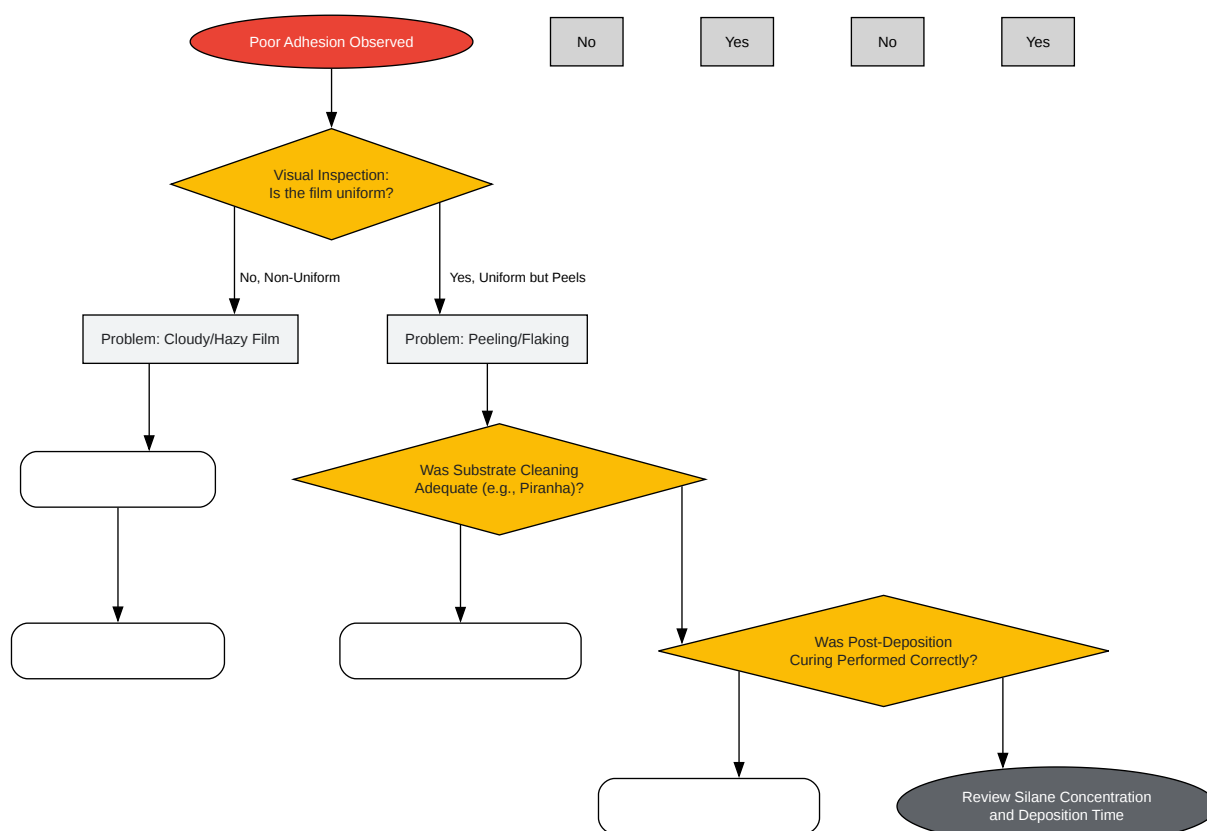 Poor Adhesion Observed
No
Yes
No
Yes
Visual Inspection:
Is the film uniform?
No, Non-Uniform
Yes, Uniform but Peels
Problem: Cloudy/Hazy Film
Problem: Peeling/Flaking
Was Substrate Cleaning
Adequate (e.g., Piranha)?
Was Post-Deposition
Curing Performed Correctly?
Review Silane Concentration
and Deposition Time